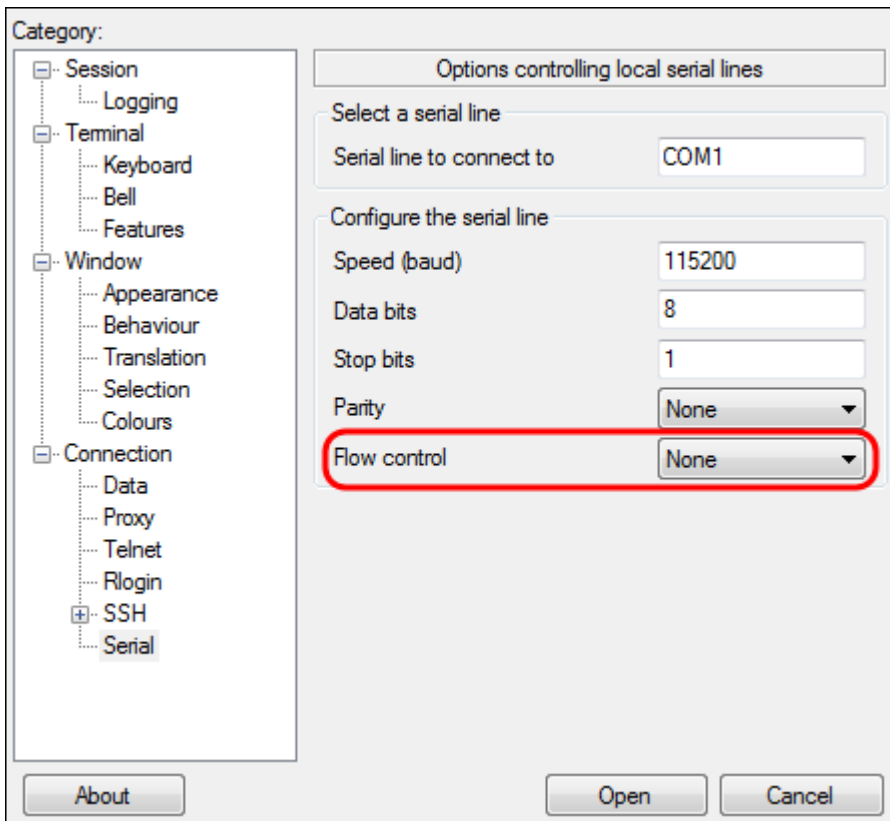 Category:
Session
Logging
Terminal
Keyboard
Bell
Features
Window
Appearance
Behaviour
Translation
Selection
Colours
Connection
Data
Proxy
Telnet
Rlogin
SSH
Serial
Options controlling local serial lines
Select a serial line
Serial line to connect to COM1
Configure the serial line
Speed (baud) 115200
Data bits 8
Stop bits 1
Parity None
Flow control None
About Open Cancel